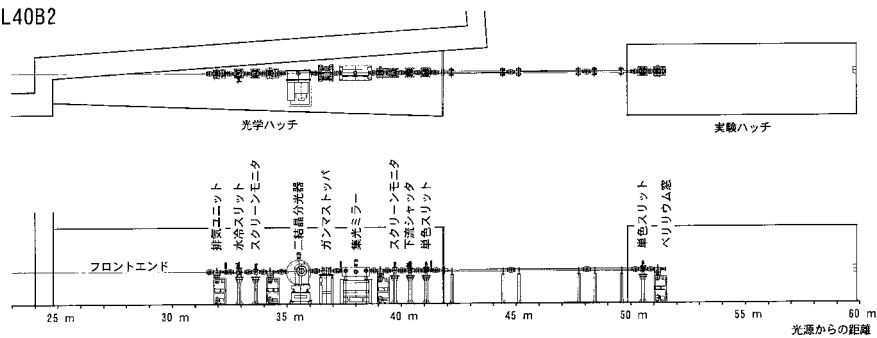 L40B2
光学ハッチ
実験ハッチ
フロントエンド
排気ユニット
水冷スリット
スクリーンモニタ
二結晶分光器
ガンマストッパ
集光ミラー
スクリーンモニタ
下流シャッタ
単色スリット
単色スリット
ベリリウム窓
25 m 30 m 35 m 40 m 45 m 50 m 55 m 60 m
光源からの距離